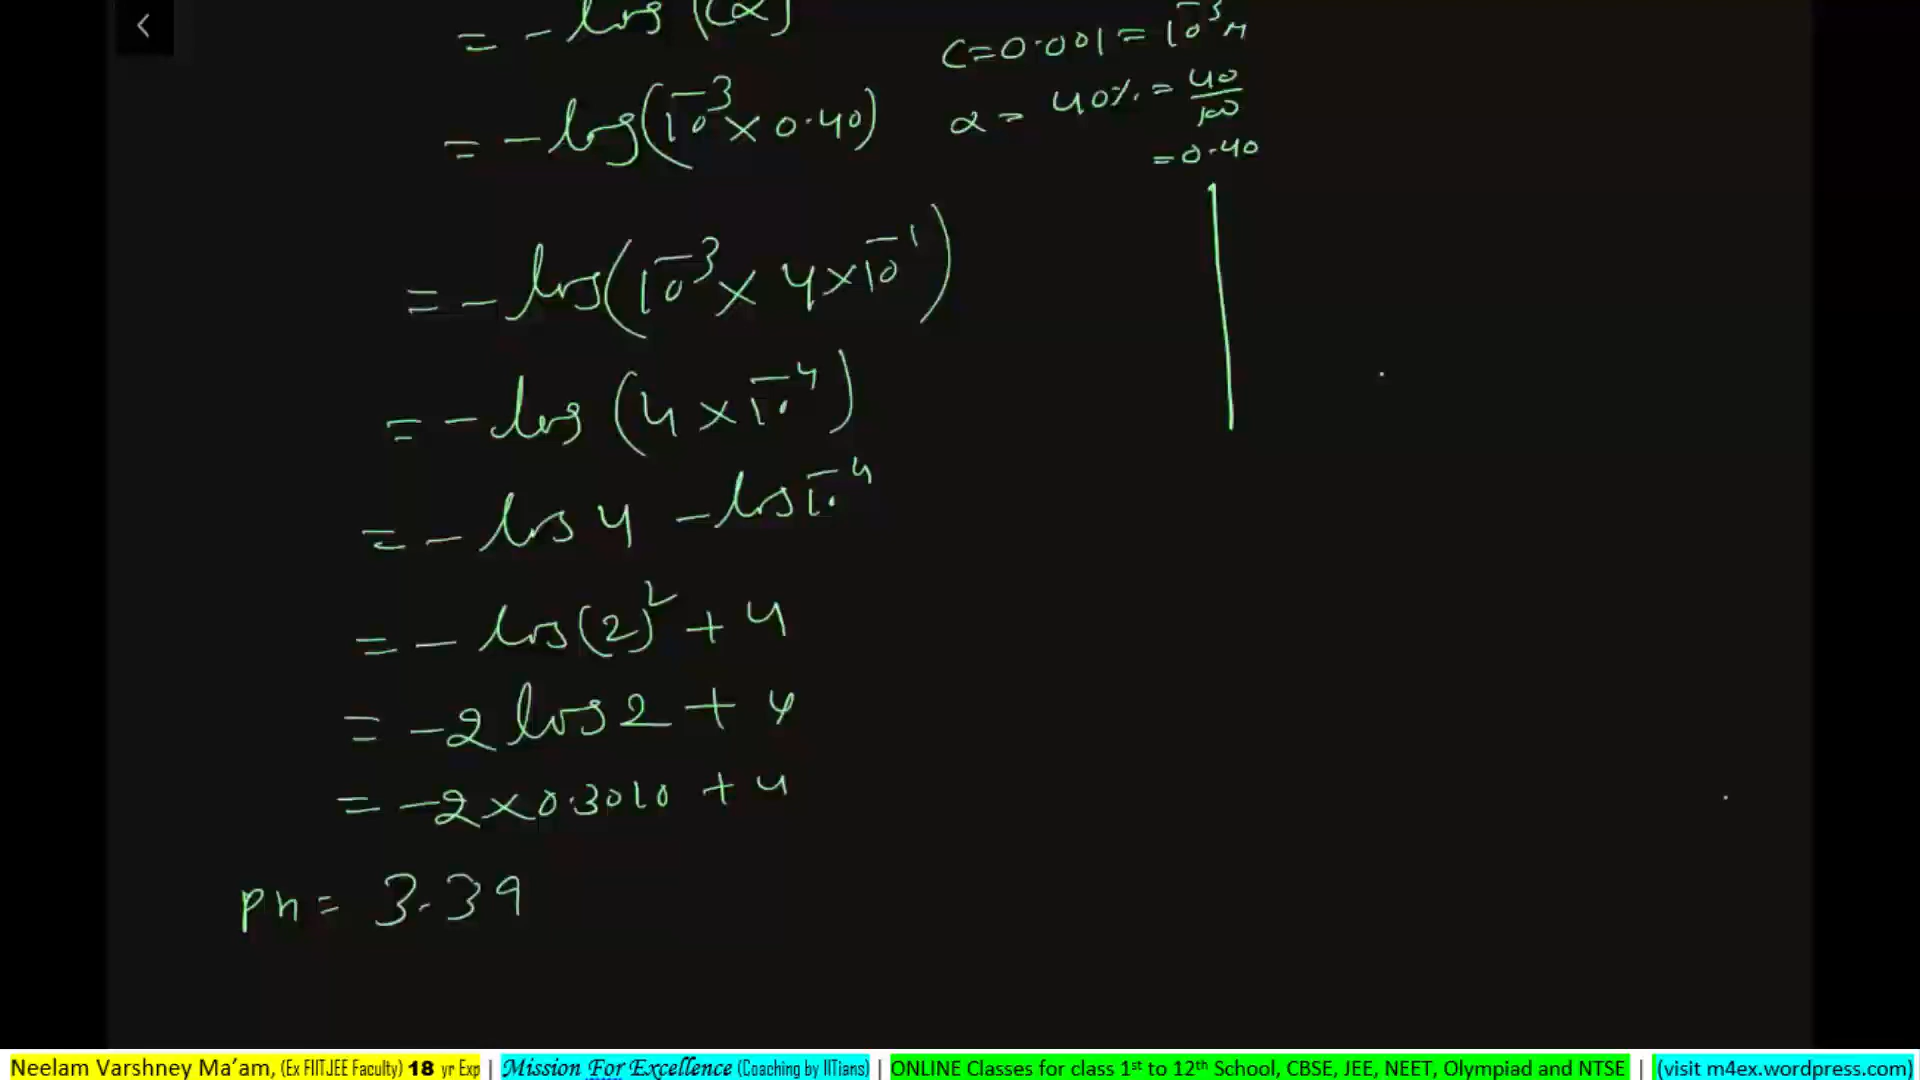 = - log (Cα)
C=0.001 = 10⁻³M
= - log(10⁻³ × 0.40)
α = 40% = 40/100
= 0.40
= - log(10⁻³ × 4×10⁻¹)
= - log (4 × 10⁻⁴)
= - log 4 - log 10⁻⁴
= - log(2)² + 4
= -2 log 2 + 4
= -2×0.3010 + 4
PH = 3.39
Neelam Varshney Ma’am, (Ex FIITJEE Faculty) 18 yr Exp | Mission For Excellence (Coaching by IITians) | ONLINE Classes for class 1st to 12th School, CBSE, JEE, NEET, Olympiad and NTSE | (visit m4ex.wordpress.com)